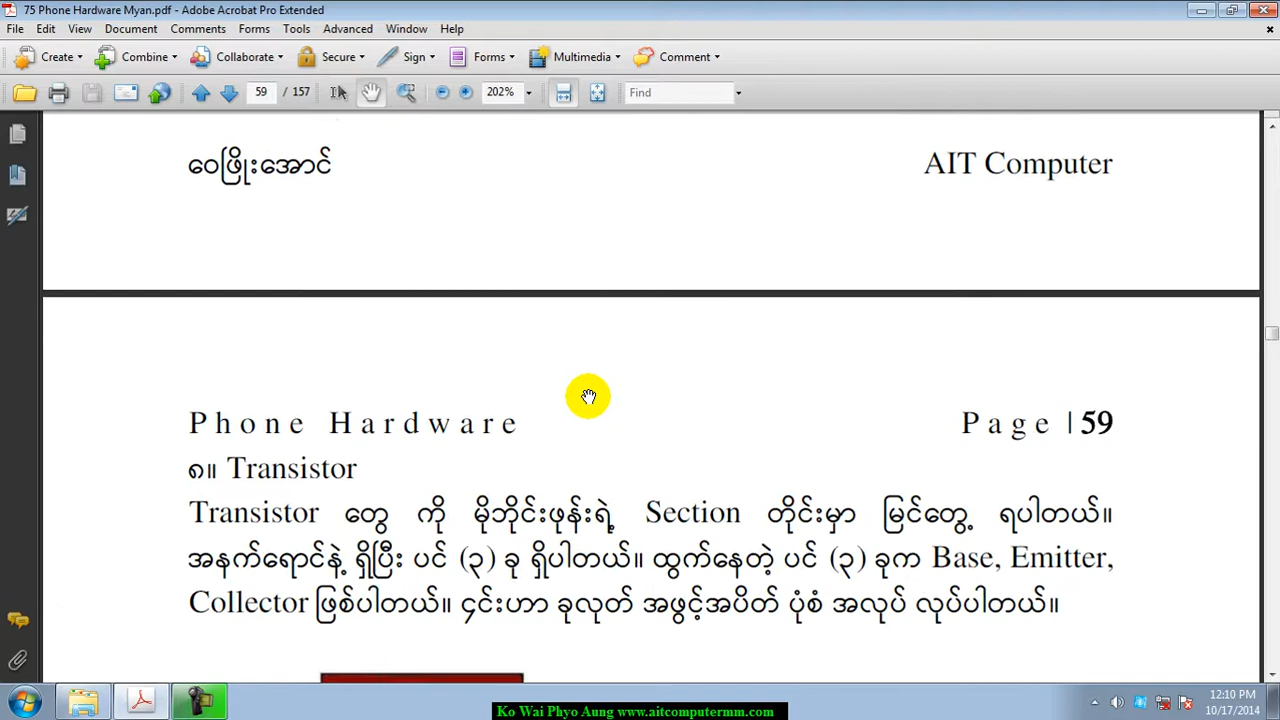 75 Phone Hardware Myan.pdf - Adobe Acrobat Pro Extended
File Edit View Document Comments Forms Tools Advanced Window Help
Create Combine Collaborate Secure Sign Forms Multimedia Comment
59 / 157 202% Find
ဝေဖြိုးအောင် AIT Computer
Phone Hardware Page | 59
၈။ Transistor
Transistor တွေ ကို မိုဘိုင်းဖုန်းရဲ့ Section တိုင်းမှာ မြင်တွေ့ ရပါတယ်။
အနက်ရောင်နဲ့ ရှိပြီး ပင် (၃) ခု ရှိပါတယ်။ ထွက်နေတဲ့ ပင် (၃) ခုက Base, Emitter,
Collector ဖြစ်ပါတယ်။ ၄င်းဟာ ခုလုတ် အဖွင့်အပိတ် ပုံစံ အလုပ် လုပ်ပါတယ်။
12:10 PM
10/17/2014
Ko Wai Phyo Aung www.aitcomputermm.com